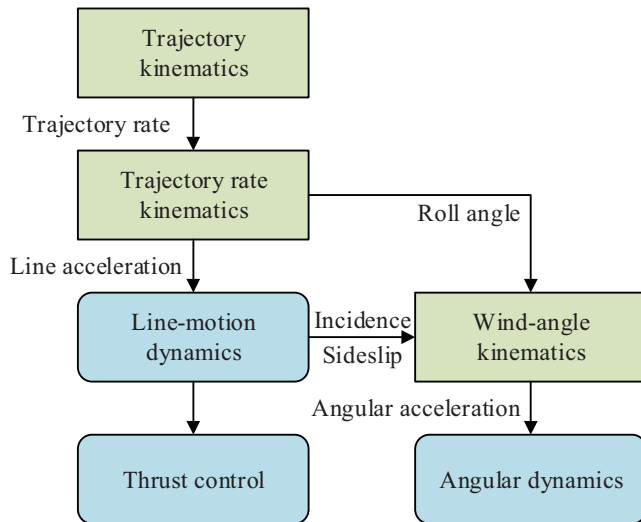 Trajectory
kinematics
Trajectory rate
Trajectory rate
kinematics
Roll angle
Line acceleration
Line-motion
dynamics
Incidence
Sideslip
Wind-angle
kinematics
Angular acceleration
Thrust control
Angular dynamics